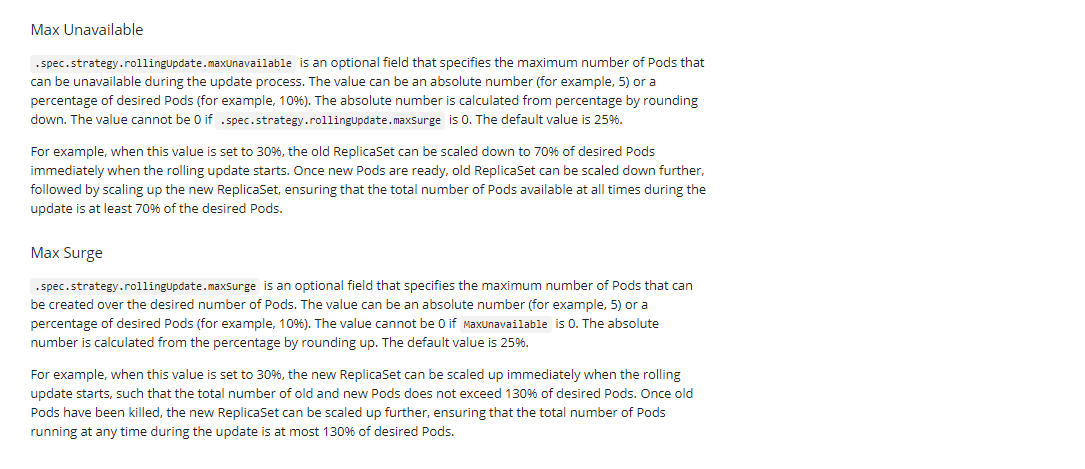 Max Unavailable
.spec.strategy.rollingUpdate.maxUnavailable is an optional field that specifies the maximum number of Pods that
can be unavailable during the update process. The value can be an absolute number (for example, 5) or a
percentage of desired Pods (for example, 10%). The absolute number is calculated from percentage by rounding
down. The value cannot be 0 if .spec.strategy.rollingUpdate.maxSurge is 0. The default value is 25%.
For example, when this value is set to 30%, the old ReplicaSet can be scaled down to 70% of desired Pods
immediately when the rolling update starts. Once new Pods are ready, old ReplicaSet can be scaled down further,
followed by scaling up the new ReplicaSet, ensuring that the total number of Pods available at all times during the
update is at least 70% of the desired Pods.
Max Surge
.spec.strategy.rollingUpdate.maxSurge is an optional field that specifies the maximum number of Pods that can
be created over the desired number of Pods. The value can be an absolute number (for example, 5) or a
percentage of desired Pods (for example, 10%). The value cannot be 0 if MaxUnavailable is 0. The absolute
number is calculated from the percentage by rounding up. The default value is 25%.
For example, when this value is set to 30%, the new ReplicaSet can be scaled up immediately when the rolling
update starts, such that the total number of old and new Pods does not exceed 130% of desired Pods. Once old
Pods have been killed, the new ReplicaSet can be scaled up further, ensuring that the total number of Pods
running at any time during the update is at most 130% of desired Pods.